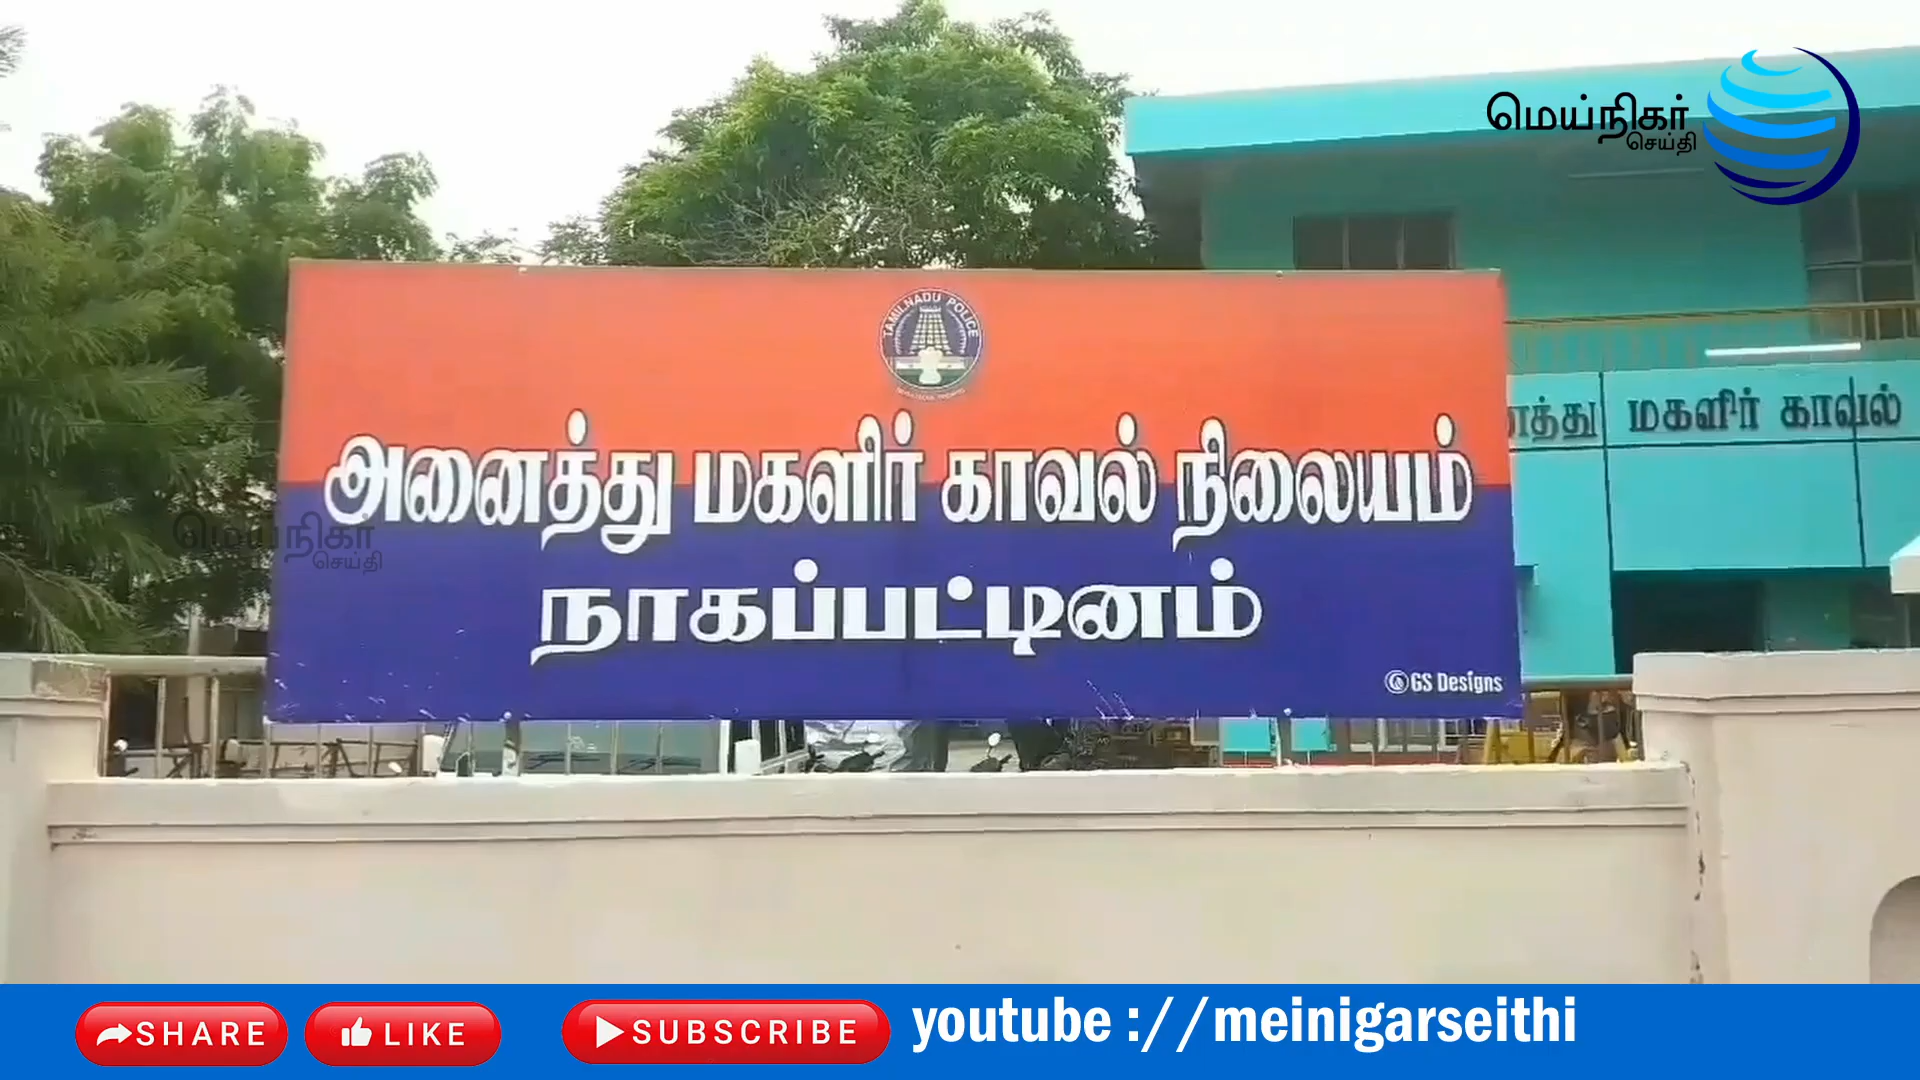 மெய்நிகர்
செய்தி
TAMILNADU POLICE
அனைத்து மகளிர் காவல் நிலையம்
நாகப்பட்டினம்
GS Designs
மகளிர் காவல்
மெய்நிகர்
செய்தி
SHARE LIKE SUBSCRIBE youtube ://meinigarseithi